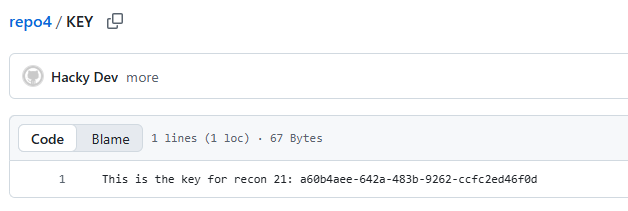 repo4 / KEY
Hacky Dev more
Code Blame 1 lines (1 loc) · 67 Bytes
1 This is the key for recon 21: a60b4aee-642a-483b-9262-ccfc2ed46f0d